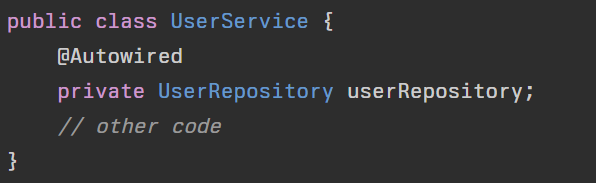 public class UserService {
    @Autowired
    private UserRepository userRepository;
    // other code
}